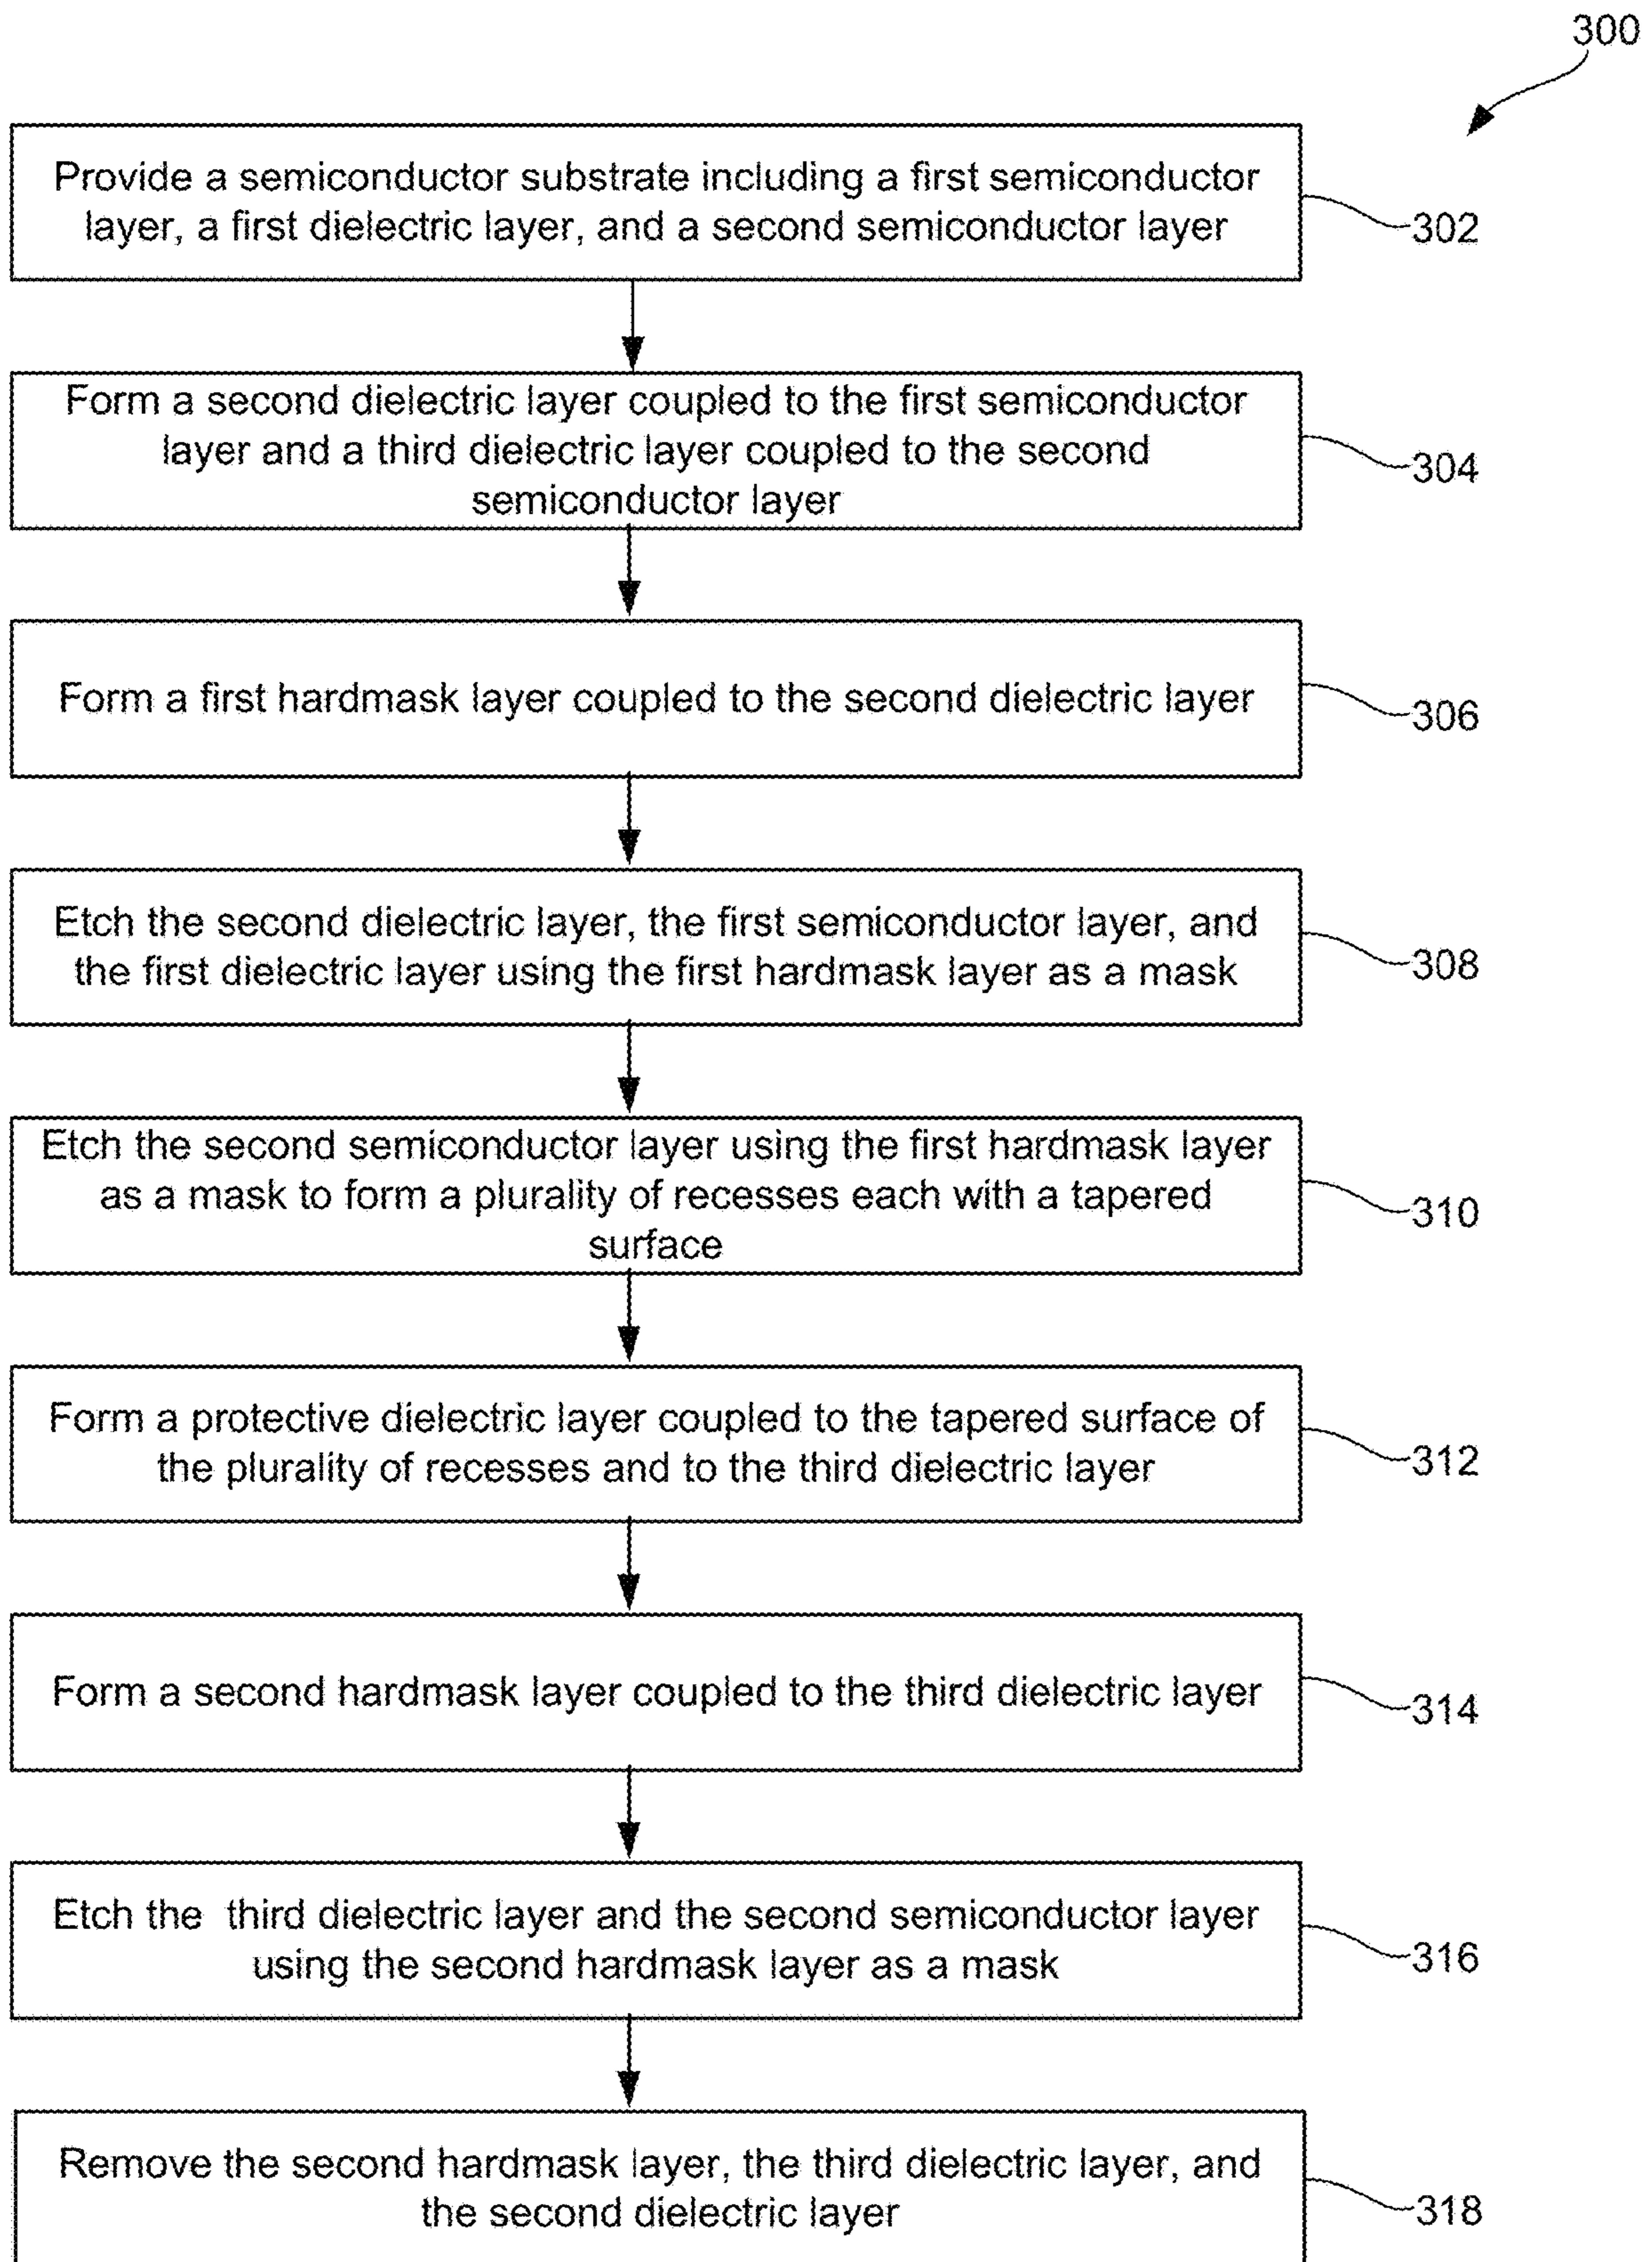 300
Provide a semiconductor substrate including a first semiconductor
layer, a first dielectric layer, and a second semiconductor layer
302
Form a second dielectric layer coupled to the first semiconductor
layer and a third dielectric layer coupled to the second
semiconductor layer
304
Form a first hardmask layer coupled to the second dielectric layer
306
Etch the second dielectric layer, the first semiconductor layer, and
the first dielectric layer using the first hardmask layer as a mask
308
Etch the second semiconductor layer using the first hardmask layer
as a mask to form a plurality of recesses each with a tapered
surface
310
Form a protective dielectric layer coupled to the tapered surface of
the plurality of recesses and to the third dielectric layer
312
Form a second hardmask layer coupled to the third dielectric layer
314
Etch the third dielectric layer and the second semiconductor layer
using the second hardmask layer as a mask
316
Remove the second hardmask layer, the third dielectric layer, and
the second dielectric layer
318